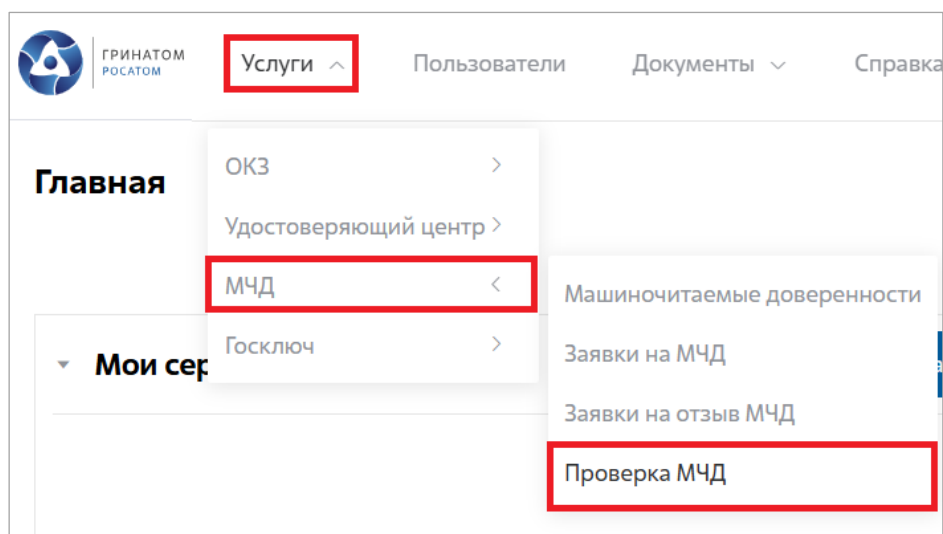 ГРИНАТОМ
РОСАТОМ
Услуги
Пользователи
Документы
Справка
Главная
ОКЗ
Удостоверяющий центр
МЧД
Госключ
Машиночитаемые доверенности
Заявки на МЧД
Заявки на отзыв МЧД
Проверка МЧД
Мои сер